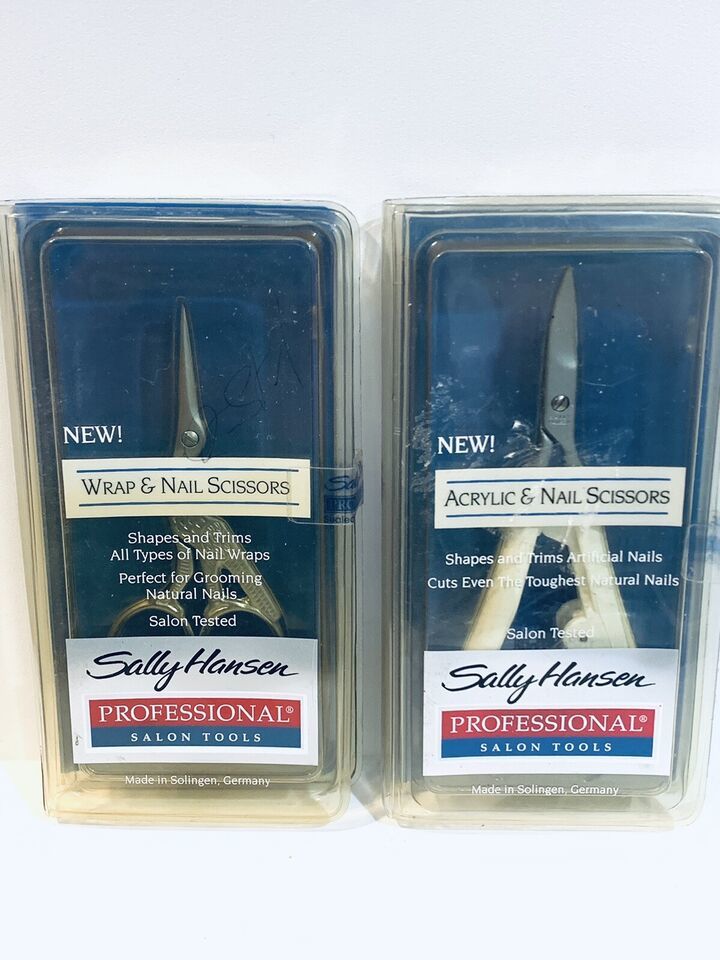 NEW!
WRAP & NAIL SCISSORS
Shapes and Trims
All Types of Nail Wraps
Perfect for Grooming
Natural Nails
Salon Tested
Sally Hansen
PROFESSIONAL®
SALON TOOLS
Made in Solingen, Germany
NEW!
ACRYLIC & NAIL SCISSORS
Shapes and Trims Artificial Nails
Cuts Even The Toughest Natural Nails
Salon Tested
Sally Hansen
PROFESSIONAL®
SALON TOOLS
Made in Solingen, Germany